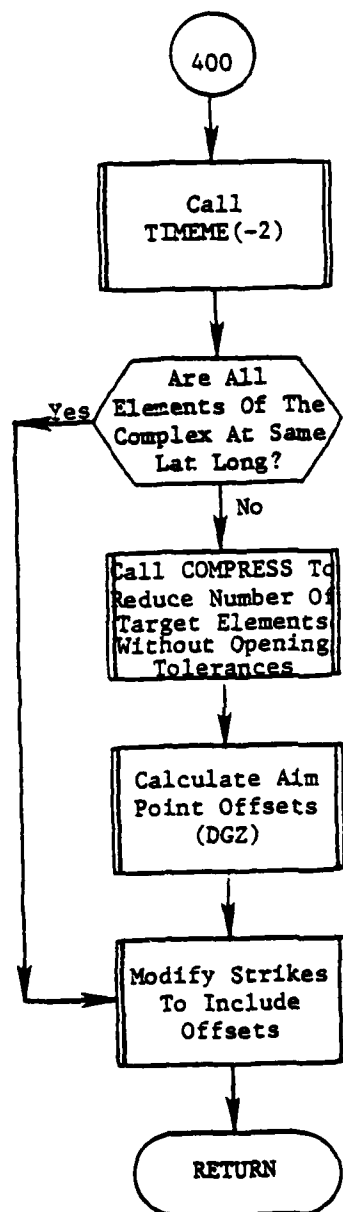 400
Call
TIMEME(-2)
Are All
Elements Of The
Complex At Same
Lat Long?
Yes
No
Call COMPRESS To
Reduce Number Of
Target Elements
Without Opening
Tolerances
Calculate Aim
Point Offsets
(DGZ)
Modify Strikes
To Include
Offsets
RETURN